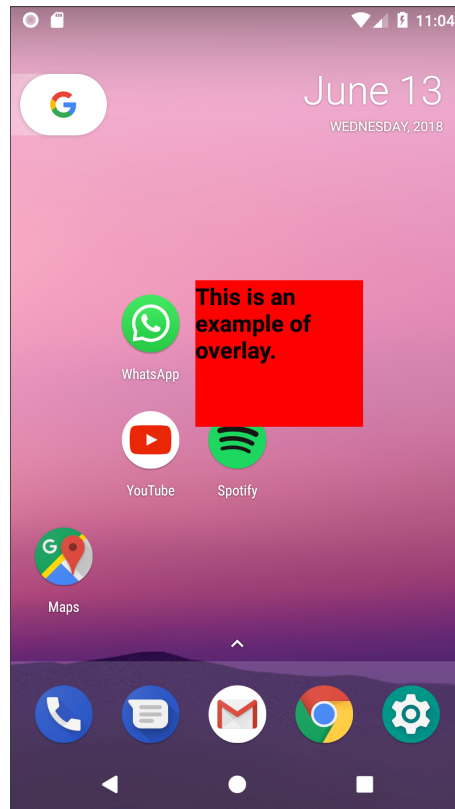 11:04
G
June 13
WEDNESDAY, 2018
This is an
example of
overlay.
WhatsApp
YouTube
Spotify
G
Maps